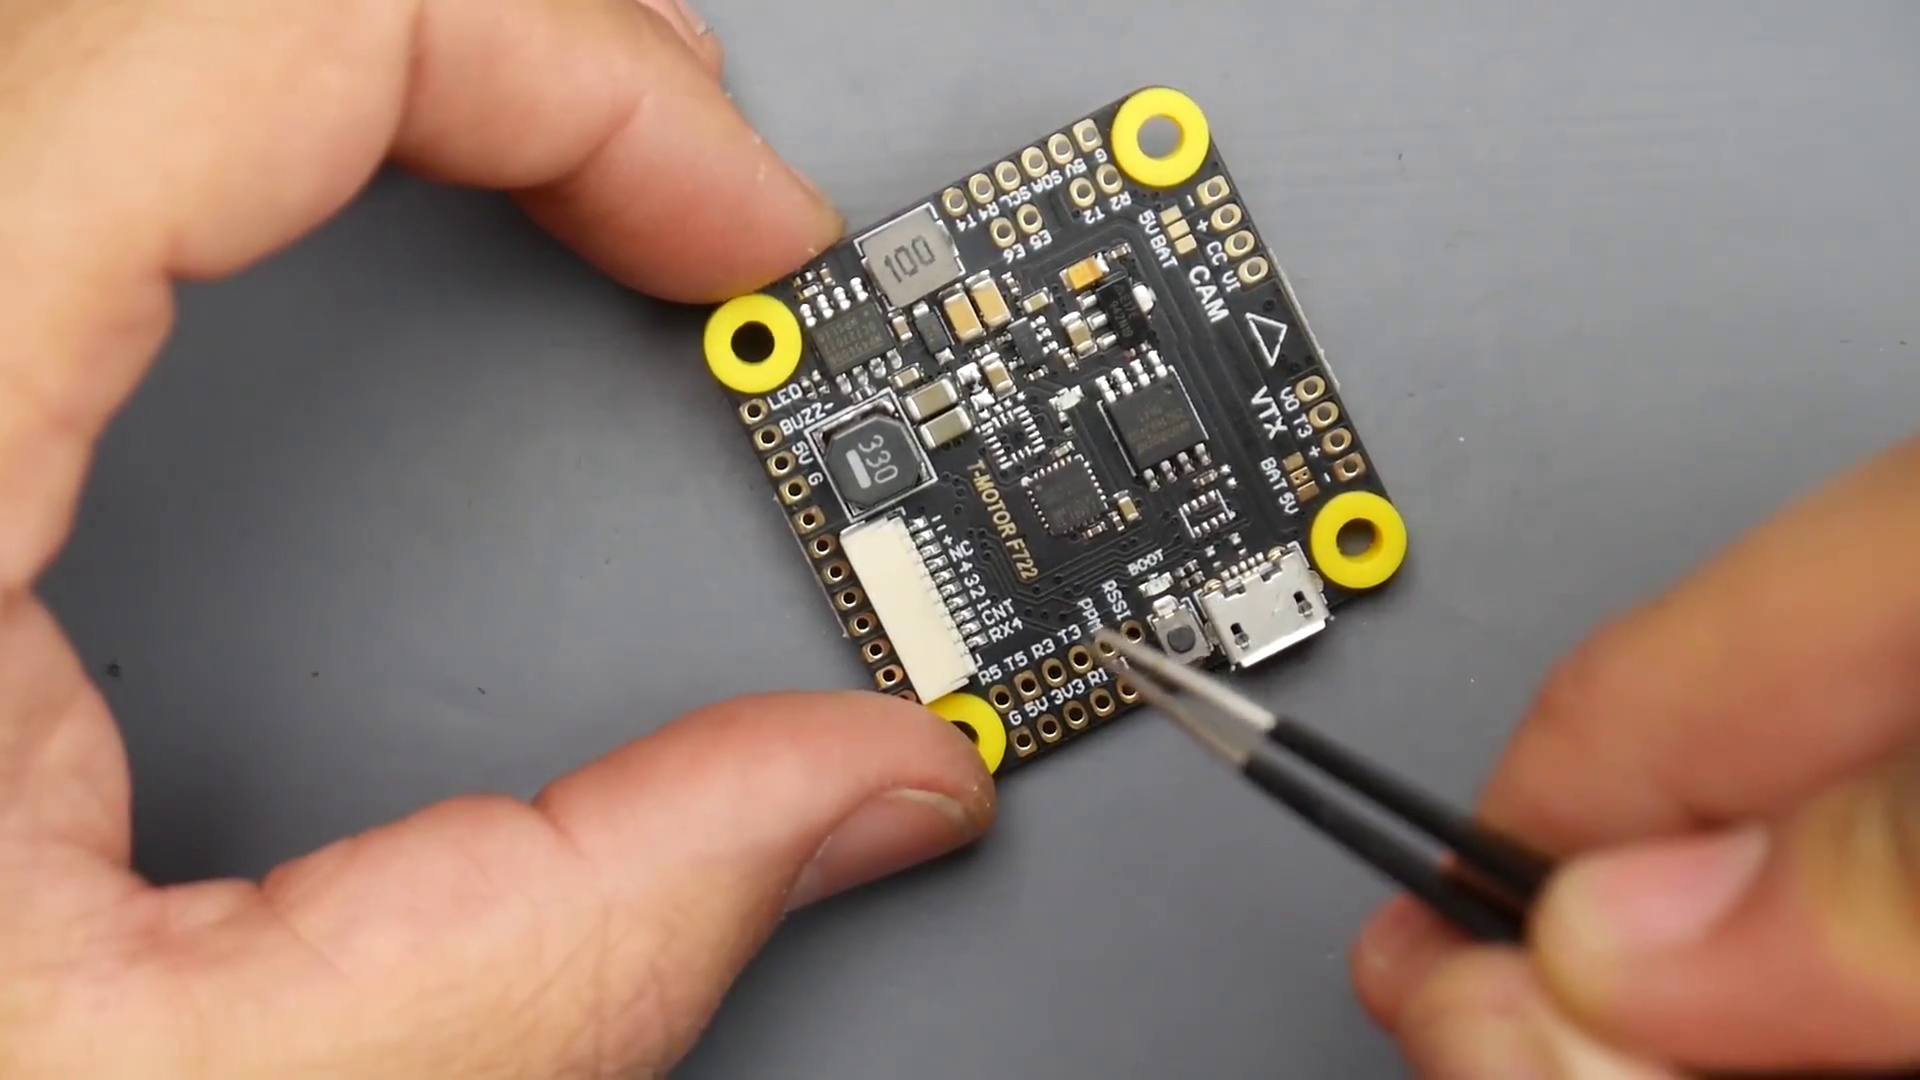 G
5V
SDA
SCL
R4
T4
R2
T2
E5
E6
100
-
+
CC
VI
5V BAT
CAM
LED
BUZZ-
5V
G
330
VTX
VO
T3
+
-
BAT 5V
T-MOTOR F722
+
NC
4
3
2
1
CNT
RX4
BOOT
RSSI
PPM
T3
R3
T5
R5
G
5V
3V3
R1